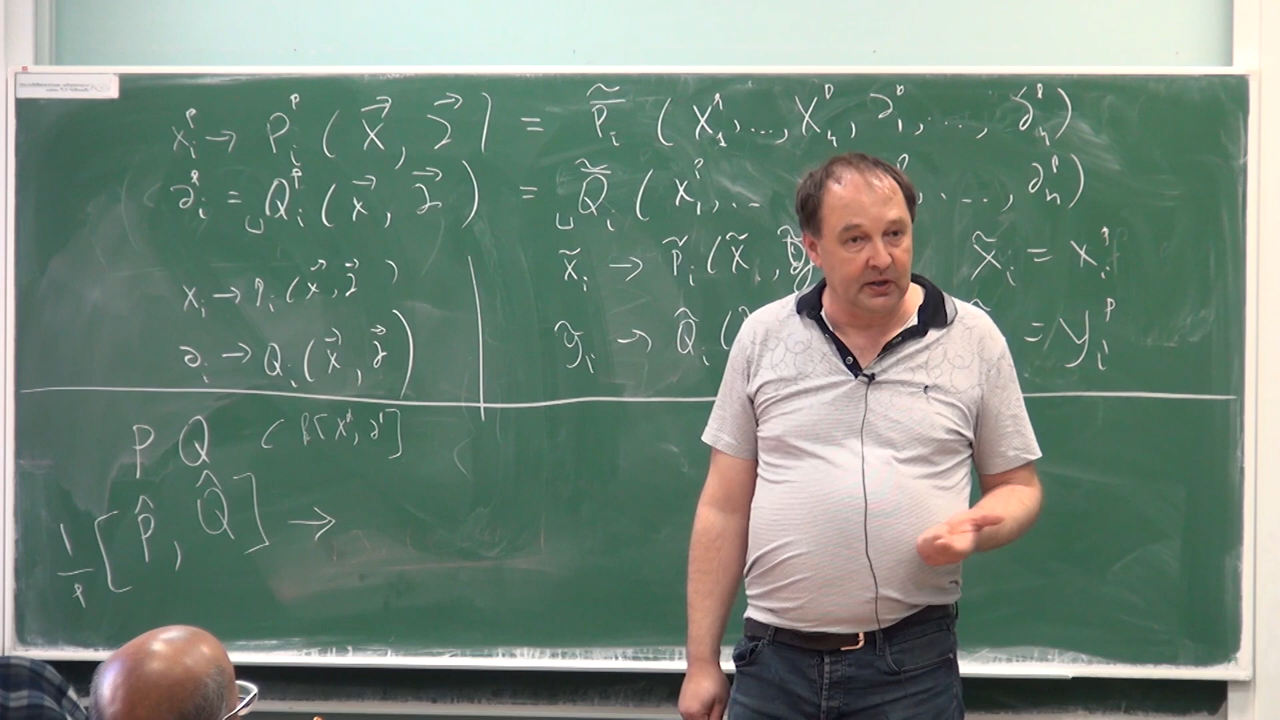 x_i^p → P_i^p ( x⃗ , ∂⃗ ) = P̃_i ( x_1^p , ... , x_n^p , ∂_1^p , ... , ∂_n^p )
∂_i^p = Q_i^p ( x⃗ , ∂⃗ ) = Q̃_i ( x_1^p , ... , ... , ∂_n^p )
x̃_i → P̃_i ( x̃ , ỹ x̃_i = x_i^p
x_i → P_i ( x⃗ , ∂⃗ )
ỹ_i → Q̃_i ( = y_i^p
∂_i → Q_i ( x⃗ , ∂⃗ )
P Q ( k [ x^p , ∂^p ]
1/p [ P̂ , Q̂ ] →